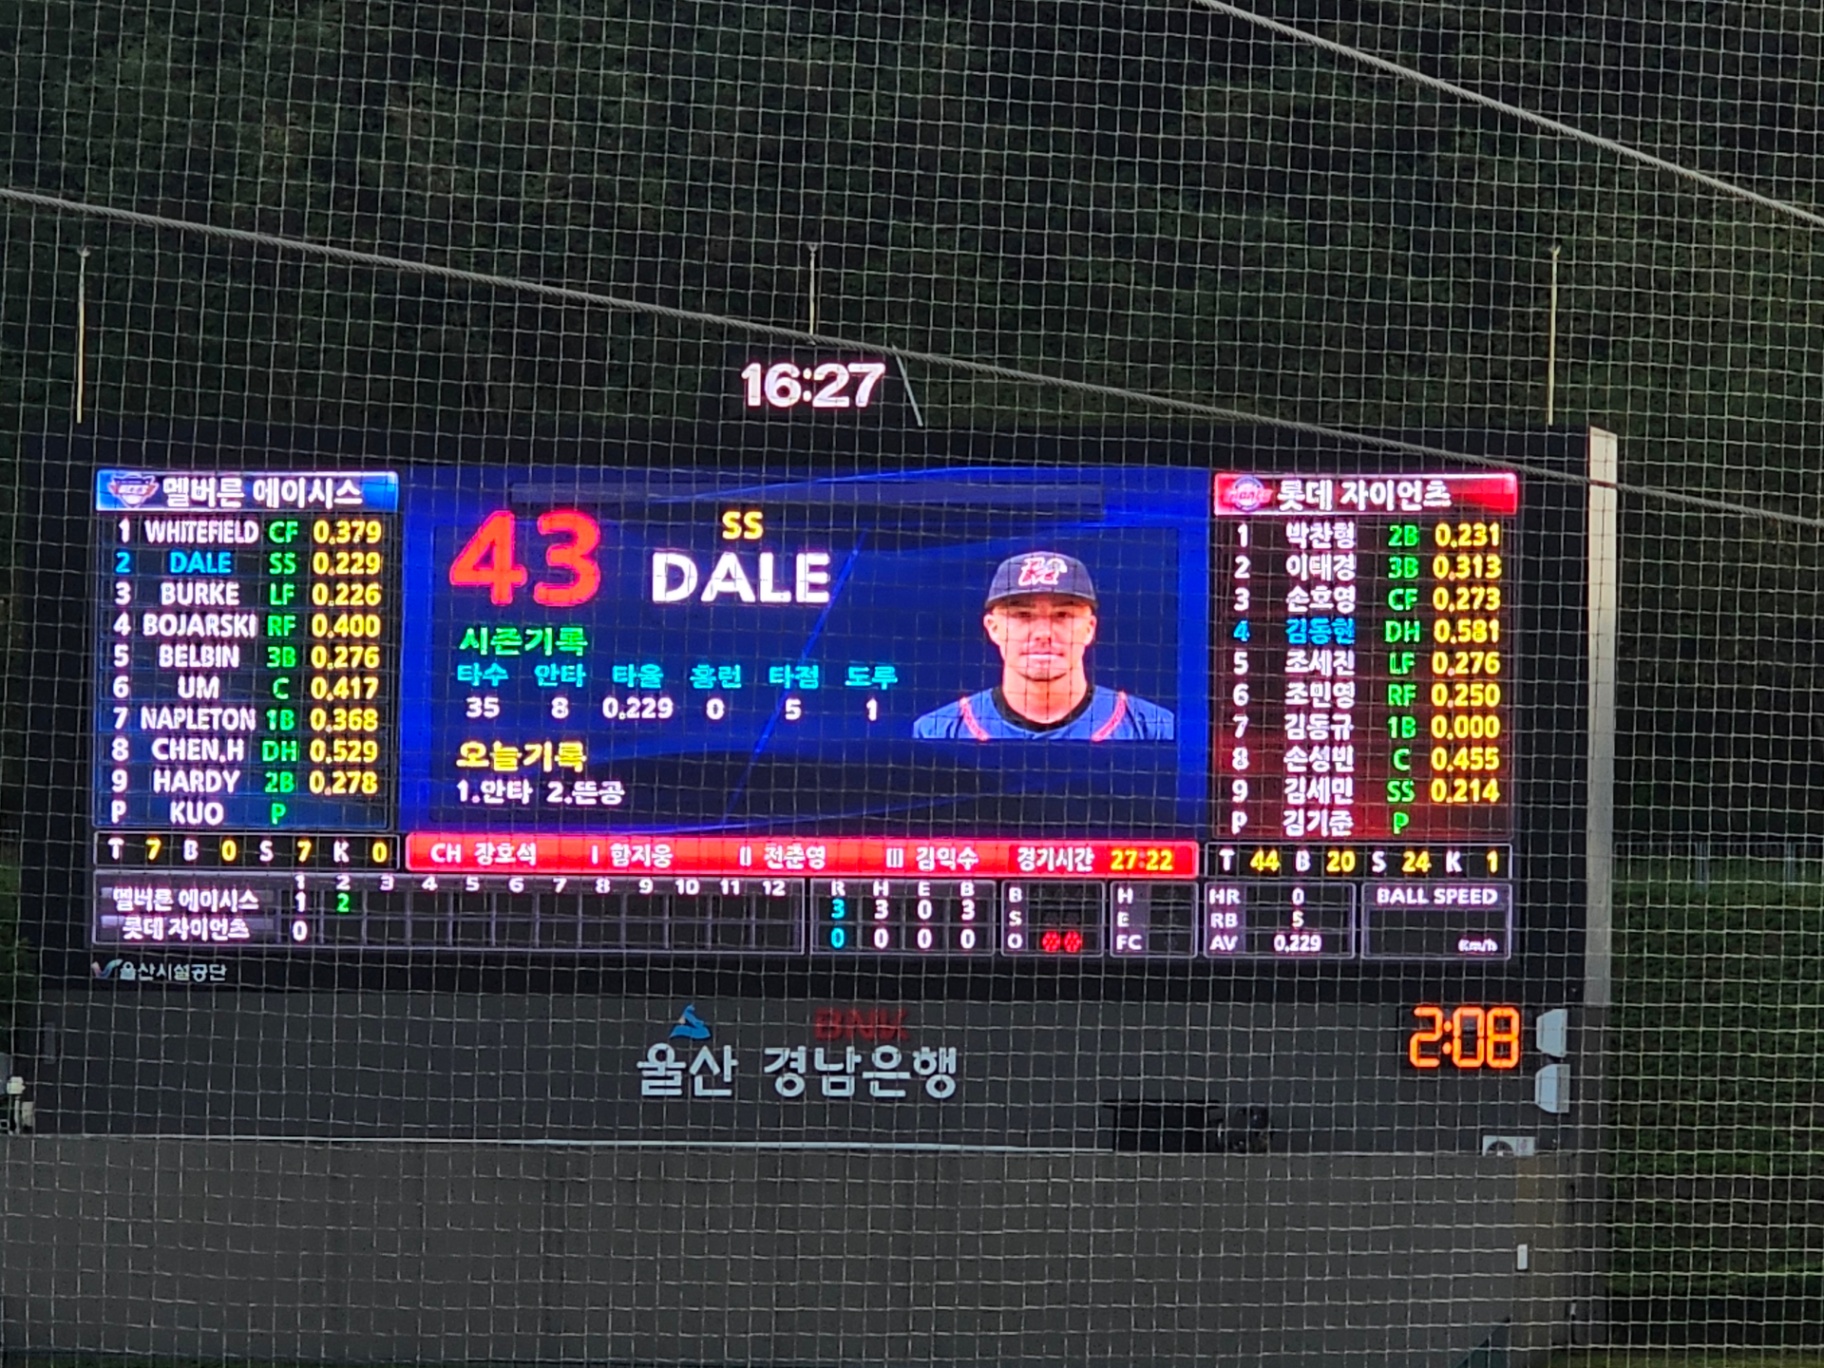 16:27
멜버른 에이시스
1 WHITEFIELD CF 0.379
2 DALE SS 0.229
3 BURKE LF 0.226
4 BOJARSKI RF 0.400
5 BELBIN 3B 0.276
6 UM C 0.417
7 NAPLETON 1B 0.368
8 CHEN.H DH 0.529
9 HARDY 2B 0.278
P KUO P
T 7 B 0 S 7 K 0
43 SS
DALE
시즌기록
타수 안타 타율 홈런 타점 도루
35 8 0.229 0 5 1
오늘기록
1.안타 2.뜬공
롯데 자이언츠
1 박찬형 2B 0.231
2 이태경 3B 0.313
3 손호영 CF 0.273
4 김동현 DH 0.581
5 조세진 LF 0.276
6 조민영 RF 0.250
7 김동규 1B 0.000
8 손성빈 C 0.455
9 김세민 SS 0.214
P 김기준 P
T 44 B 20 S 24 K 1
CH 장호석 I 함지웅 II 전준영 III 김익수 경기시간 27:22
1 2 3 4 5 6 7 8 9 10 11 12 R H E B
멜버른 에이시스 1 2 3 3 0 3
롯데 자이언츠 0 0 0 0 0
B
S
O
H
E
FC
HR 0
RB 5
AV 0.229
BALL SPEED
Km/h
울산시설공단
BNK
울산 경남은행
2:08